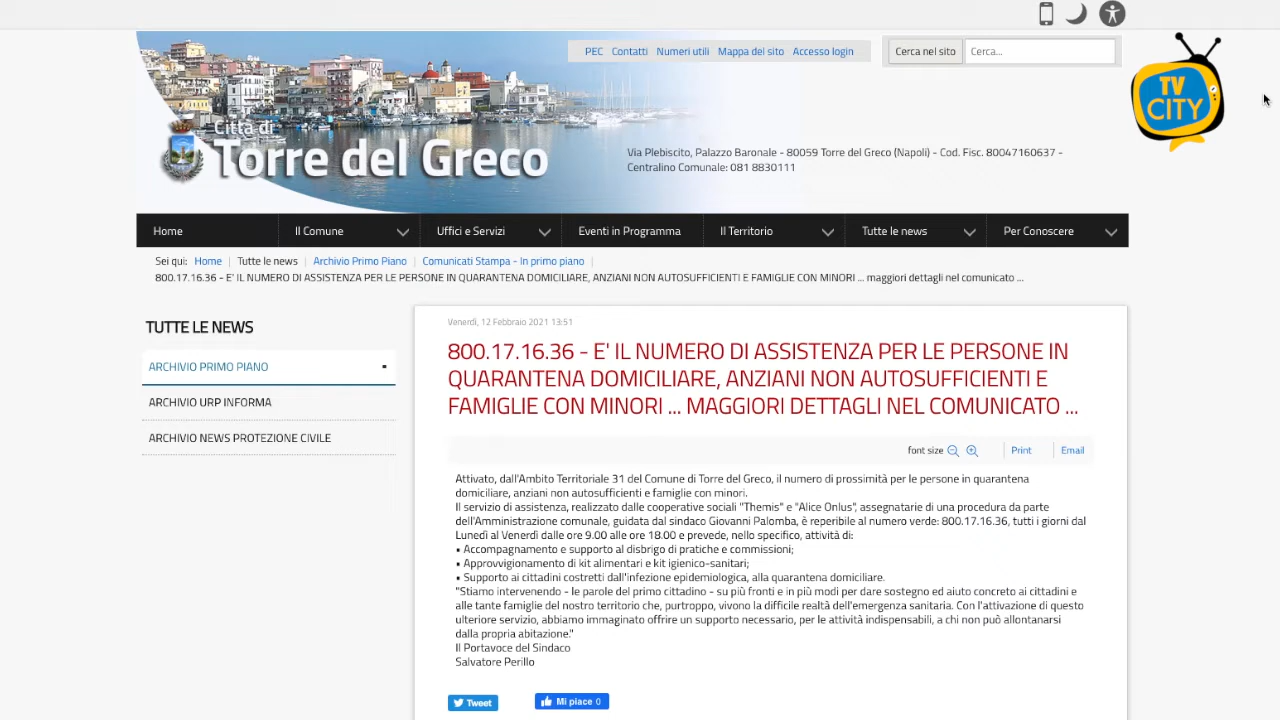 PEC Contatti Numeri utili Mappa del sito Accesso login
Cerca nel sito Cerca...
TV
CITY
Città di
Torre del Greco
Via Plebiscito, Palazzo Baronale - 80059 Torre del Greco (Napoli) - Cod. Fisc. 80047160637 -
Centralino Comunale: 081 8830111
Home Il Comune Uffici e Servizi Eventi in Programma Il Territorio Tutte le news Per Conoscere
Sei qui: Home | Tutte le news | Archivio Primo Piano | Comunicati Stampa - In primo piano |
800.17.16.36 - E' IL NUMERO DI ASSISTENZA PER LE PERSONE IN QUARANTENA DOMICILIARE, ANZIANI NON AUTOSUFFICIENTI E FAMIGLIE CON MINORI ... maggiori dettagli nel comunicato ...
TUTTE LE NEWS
ARCHIVIO PRIMO PIANO
ARCHIVIO URP INFORMA
ARCHIVIO NEWS PROTEZIONE CIVILE
Venerdì, 12 Febbraio 2021 13:51
800.17.16.36 - E' IL NUMERO DI ASSISTENZA PER LE PERSONE IN
QUARANTENA DOMICILIARE, ANZIANI NON AUTOSUFFICIENTI E
FAMIGLIE CON MINORI ... MAGGIORI DETTAGLI NEL COMUNICATO ...
font size | Print | Email
Attivato, dall'Ambito Territoriale 31 del Comune di Torre del Greco, il numero di prossimità per le persone in quarantena
domiciliare, anziani non autosufficienti e famiglie con minori.
Il servizio di assistenza, realizzato dalle cooperative sociali "Themis" e "Alice Onlus", assegnatarie di una procedura da parte
dell'Amministrazione comunale, guidata dal sindaco Giovanni Palomba, è reperibile al numero verde: 800.17.16.36, tutti i giorni dal
Lunedì al Venerdì dalle ore 9.00 alle ore 18.00 e prevede, nello specifico, attività di:
• Accompagnamento e supporto al disbrigo di pratiche e commissioni;
• Approvvigionamento di kit alimentari e kit igienico-sanitari;
• Supporto ai cittadini costretti dall'infezione epidemiologica, alla quarantena domiciliare.
"Stiamo intervenendo - le parole del primo cittadino - su più fronti e in più modi per dare sostegno ed aiuto concreto ai cittadini e
alle tante famiglie del nostro territorio che, purtroppo, vivono la difficile realtà dell'emergenza sanitaria. Con l'attivazione di questo
ulteriore servizio, abbiamo immaginato offrire un supporto necessario, per le attività indispensabili, a chi non può allontanarsi
dalla propria abitazione."
Il Portavoce del Sindaco
Salvatore Perillo
Tweet Mi piace 0